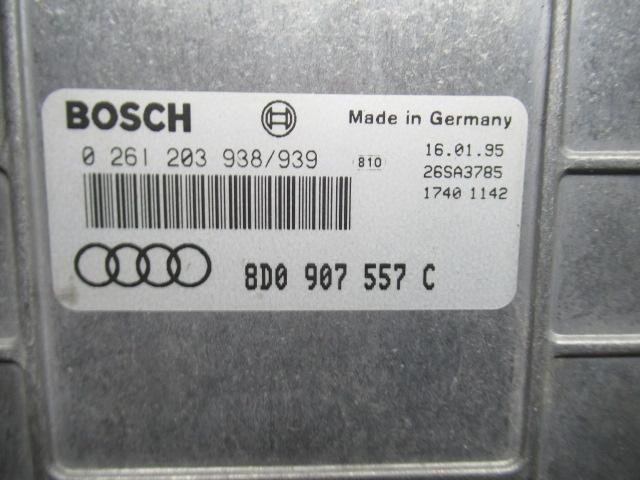 BOSCH
Made in Germany
0 261 203 938/939
810
16.01.95
26SA3785
1740 1142
8D0 907 557 C